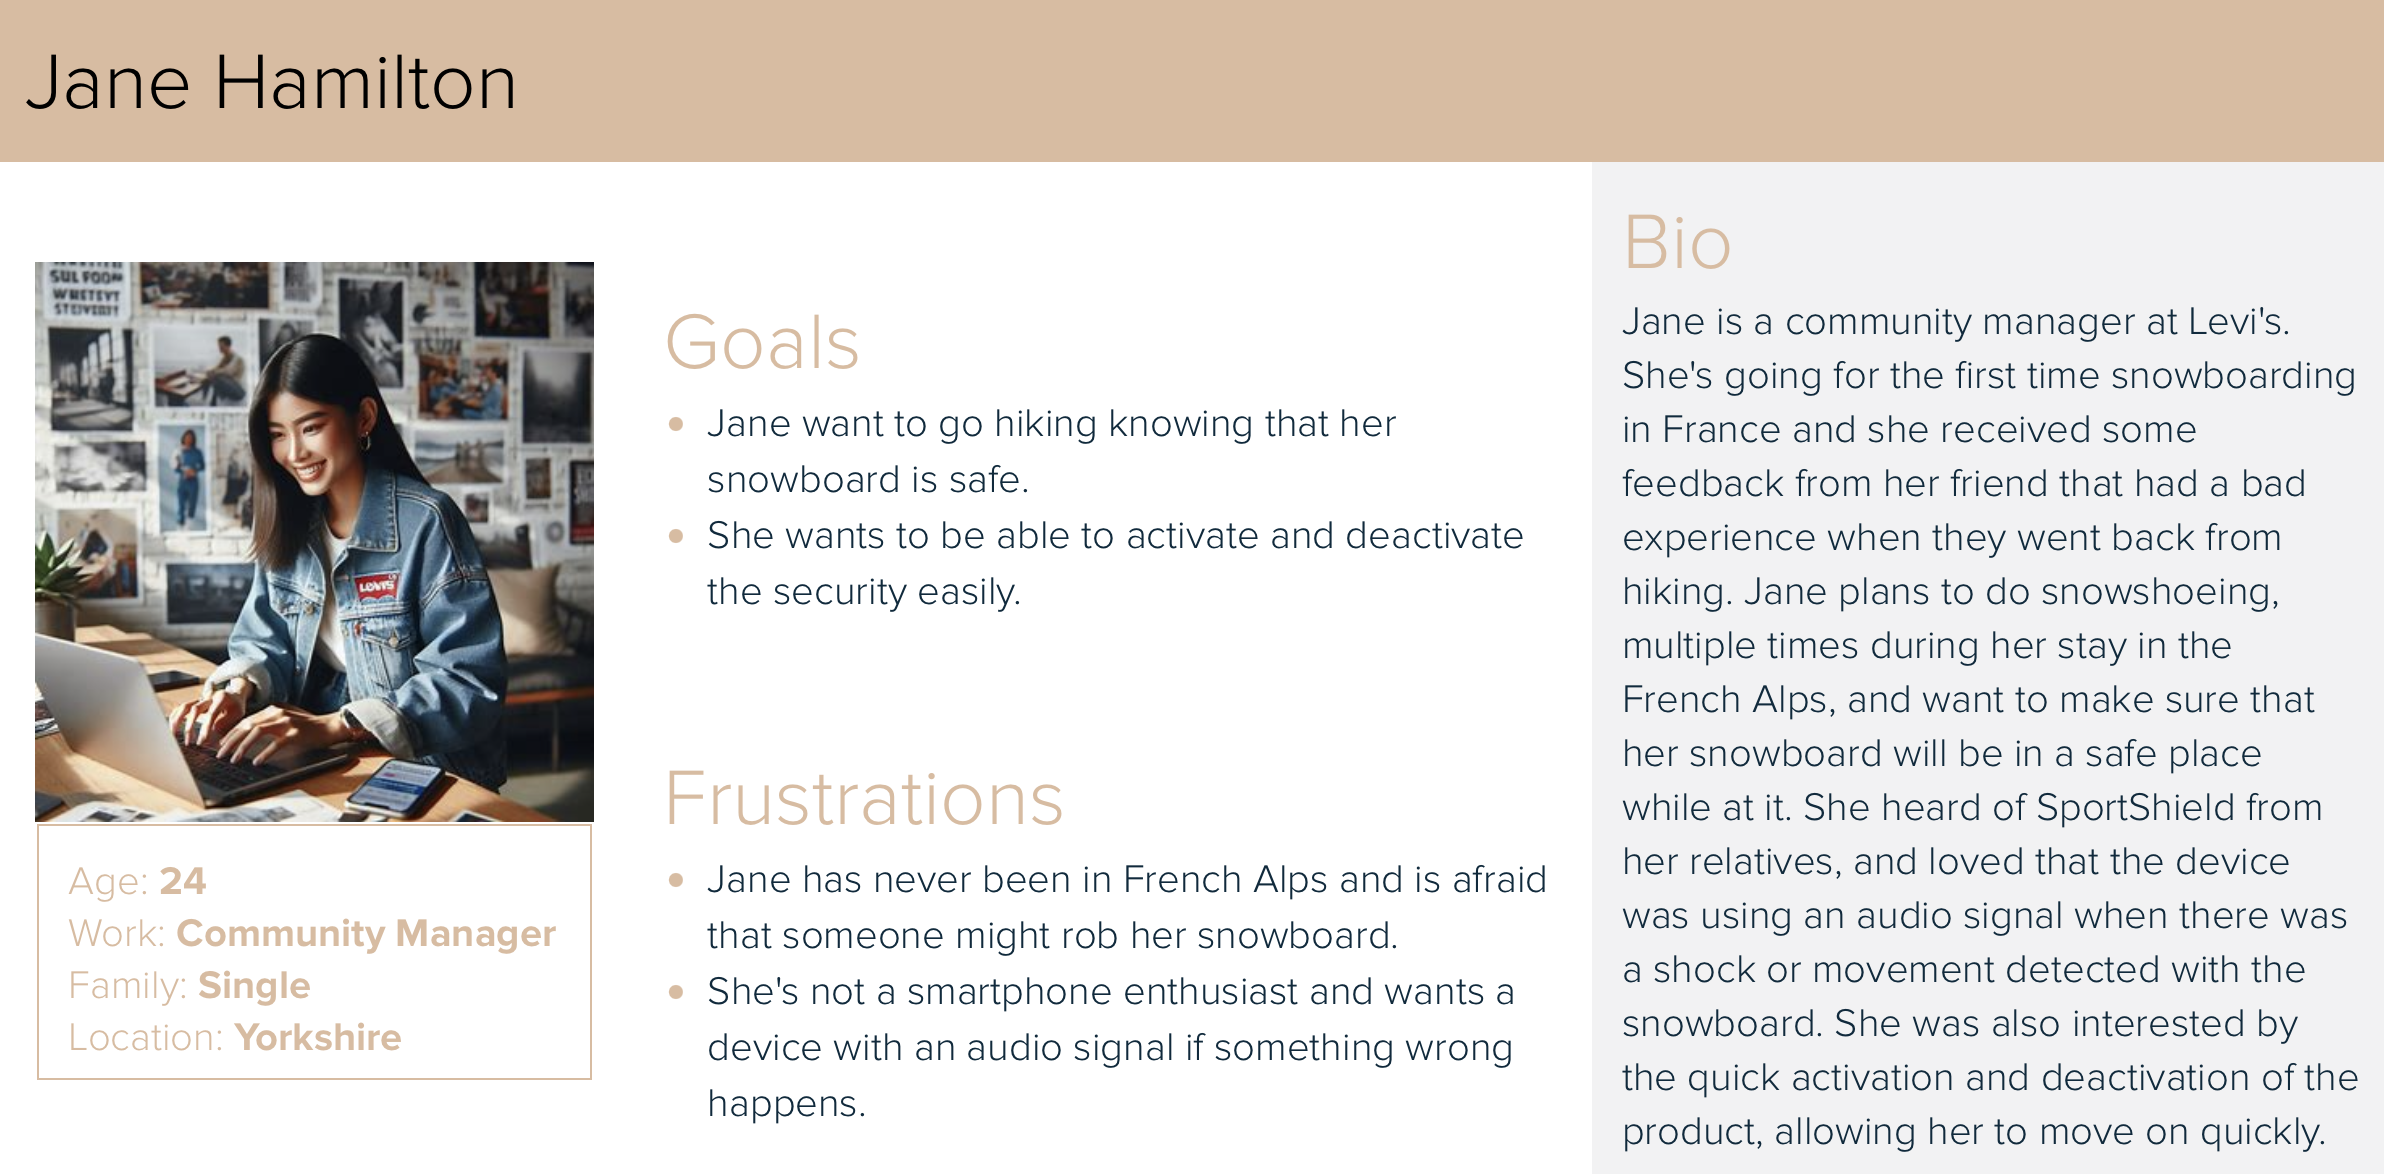 Jane Hamilton
SUL FOOM
WHETEVT
LEVI'S
Age: 24
Work: Community Manager
Family: Single
Location: Yorkshire
Goals
Jane want to go hiking knowing that her
snowboard is safe.
She wants to be able to activate and deactivate
the security easily.
Frustrations
Jane has never been in French Alps and is afraid
that someone might rob her snowboard.
She's not a smartphone enthusiast and wants a
device with an audio signal if something wrong
happens.
Bio
Jane is a community manager at Levi's.
She's going for the first time snowboarding
in France and she received some
feedback from her friend that had a bad
experience when they went back from
hiking. Jane plans to do snowshoeing,
multiple times during her stay in the
French Alps, and want to make sure that
her snowboard will be in a safe place
while at it. She heard of SportShield from
her relatives, and loved that the device
was using an audio signal when there was
a shock or movement detected with the
snowboard. She was also interested by
the quick activation and deactivation of the
product, allowing her to move on quickly.